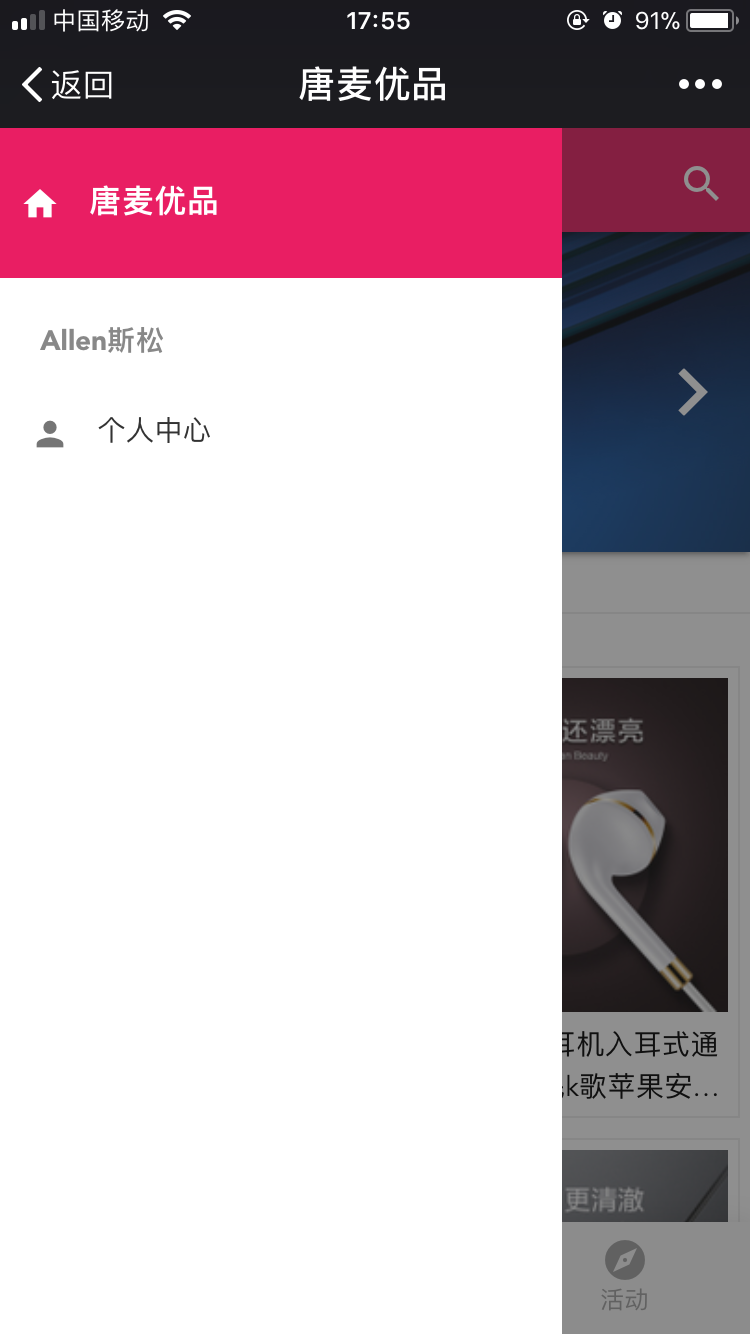 中国移动 17:55 91%
返回 唐麦优品
唐麦优品
Allen斯松
个人中心
还漂亮
an Beauty
耳机入耳式通
k歌苹果安...
更清澈
活动